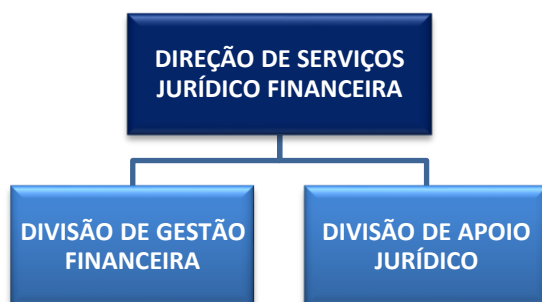 DIREÇÃO DE SERVIÇOS
JURÍDICO FINANCEIRA
DIVISÃO DE GESTÃO
FINANCEIRA
DIVISÃO DE APOIO
JURÍDICO